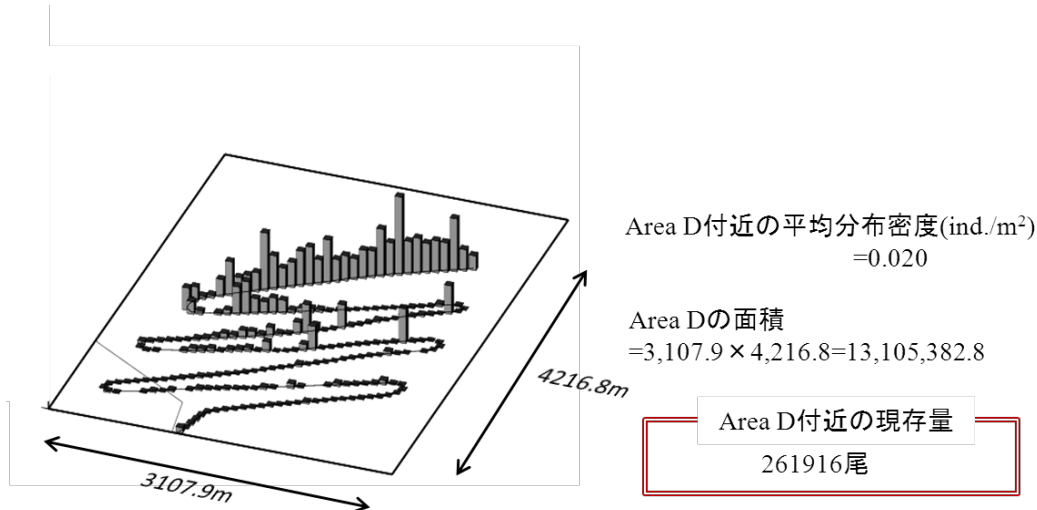 Area D付近の平均分布密度(ind./m²)
=0.020
Area Dの面積
=3,107.9×4,216.8=13,105,382.8
4216.8m
3107.9m
Area D付近の現存量
261916尾